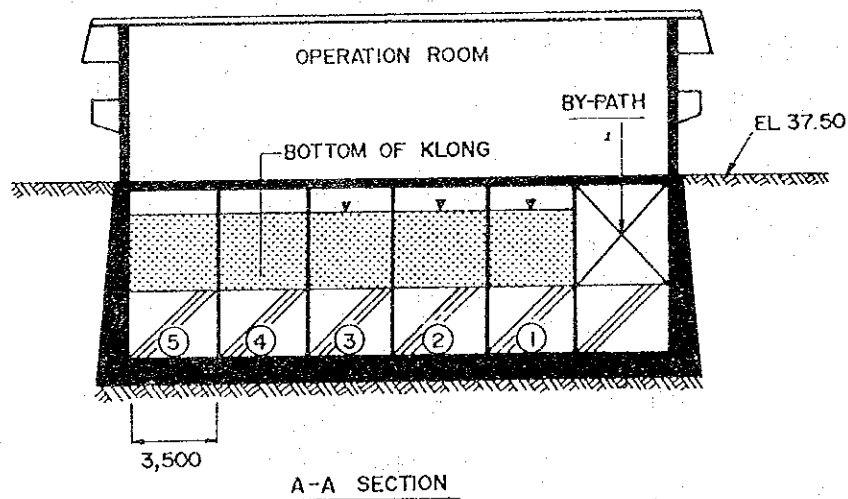 OPERATION ROOM
BY-PATH
EL 37.50
BOTTOM OF KLONG
5 4 3 2 1
3,500
A-A SECTION